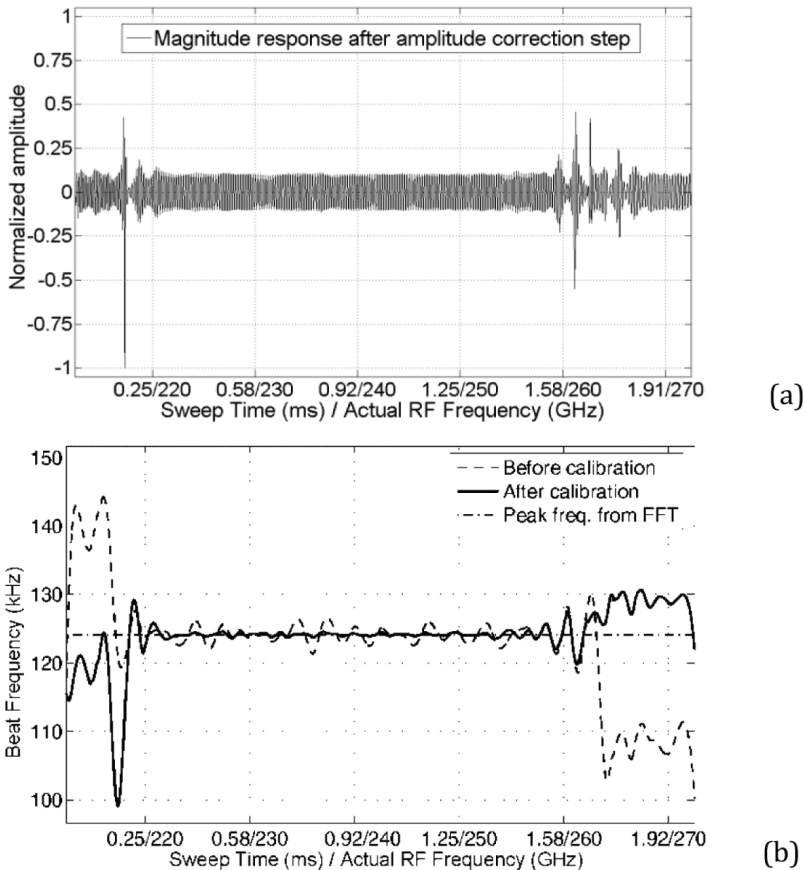 1
0.75
0.5
0.25
0
-0.25
-0.5
-0.75
-1
Normalized amplitude
Magnitude response after amplitude correction step
0.25/220 0.58/230 0.92/240 1.25/250 1.58/260 1.91/270
Sweep Time (ms) / Actual RF Frequency (GHz)
(a)
150
140
130
120
110
100
Beat Frequency (kHz)
Before calibration
After calibration
Peak freq. from FFT
0.25/220 0.58/230 0.92/240 1.25/250 1.58/260 1.92/270
Sweep Time (ms) / Actual RF Frequency (GHz)
(b)